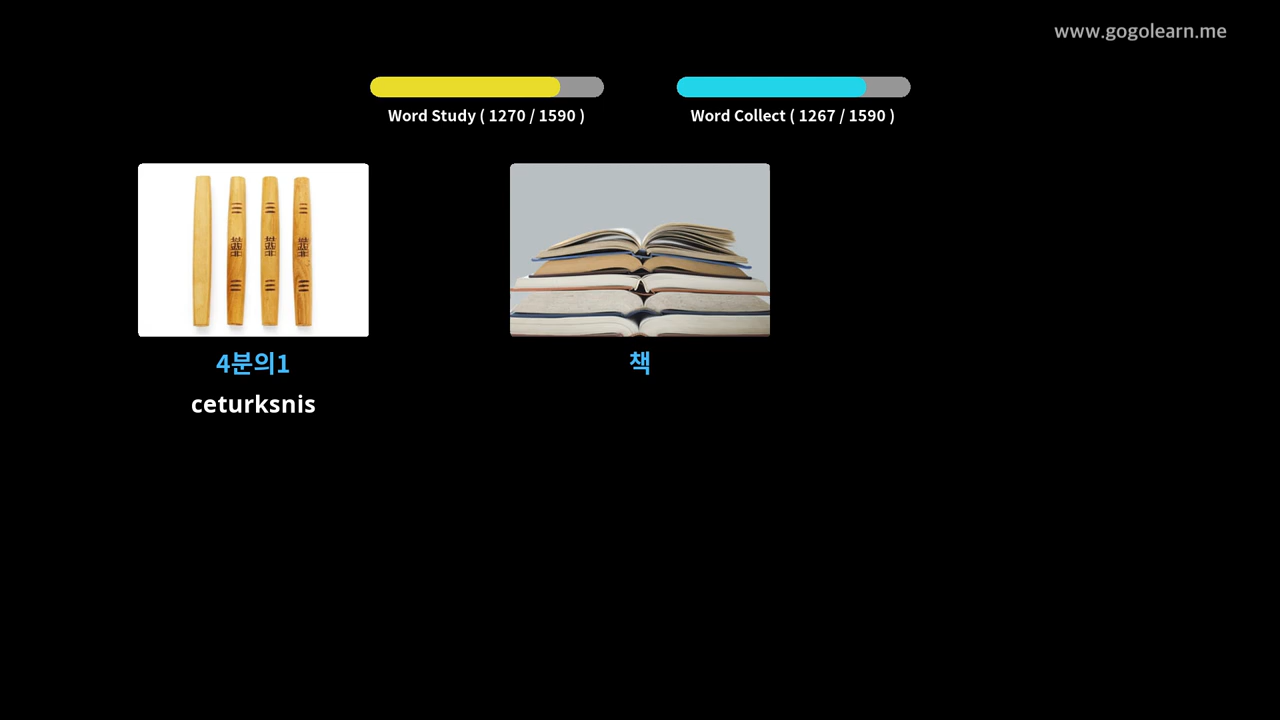 www.gogolearn.me
Word Study ( 1270 / 1590 )
Word Collect ( 1267 / 1590 )
4분의1
책
ceturksnis